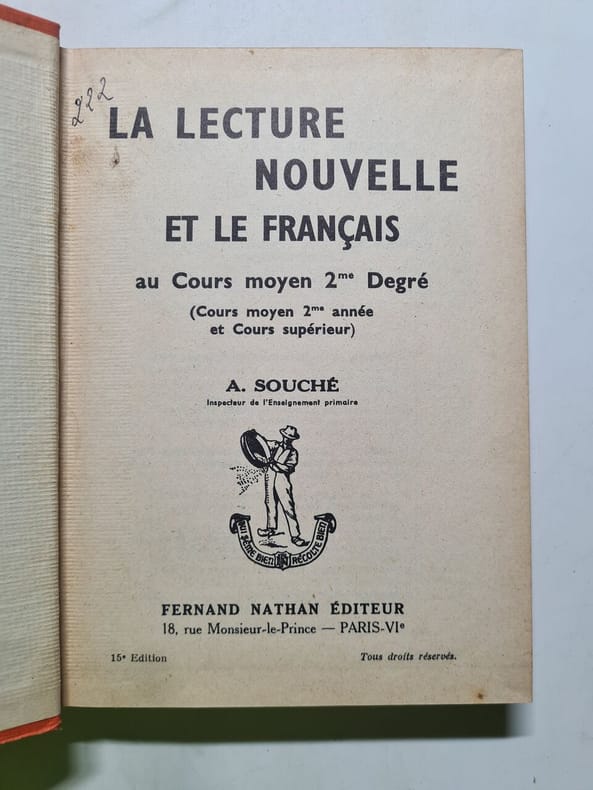 222
LA LECTURE
NOUVELLE
ET LE FRANÇAIS
au Cours moyen 2me Degré
(Cours moyen 2me année
et Cours supérieur)
A. SOUCHÉ
Inspecteur de l'Enseignement primaire
QUI SÈME BIEN FN RÉCOLTE BIEN
FERNAND NATHAN ÉDITEUR
18, rue Monsieur-le-Prince — PARIS-VIe
15e Edition
Tous droits réservés.